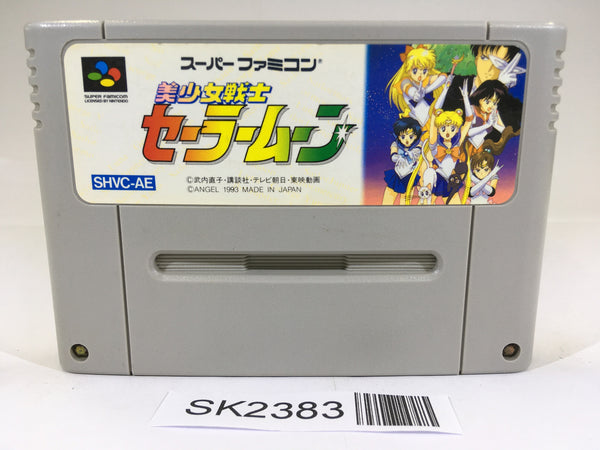 スーパーファミコン®
SUPER FAMICOM
LICENSED BY NINTENDO
美少女戦士
セーラームーン
SHVC-AE
©武内直子・講談社・テレビ朝日・東映動画
©ANGEL 1993 MADE IN JAPAN
SK2383